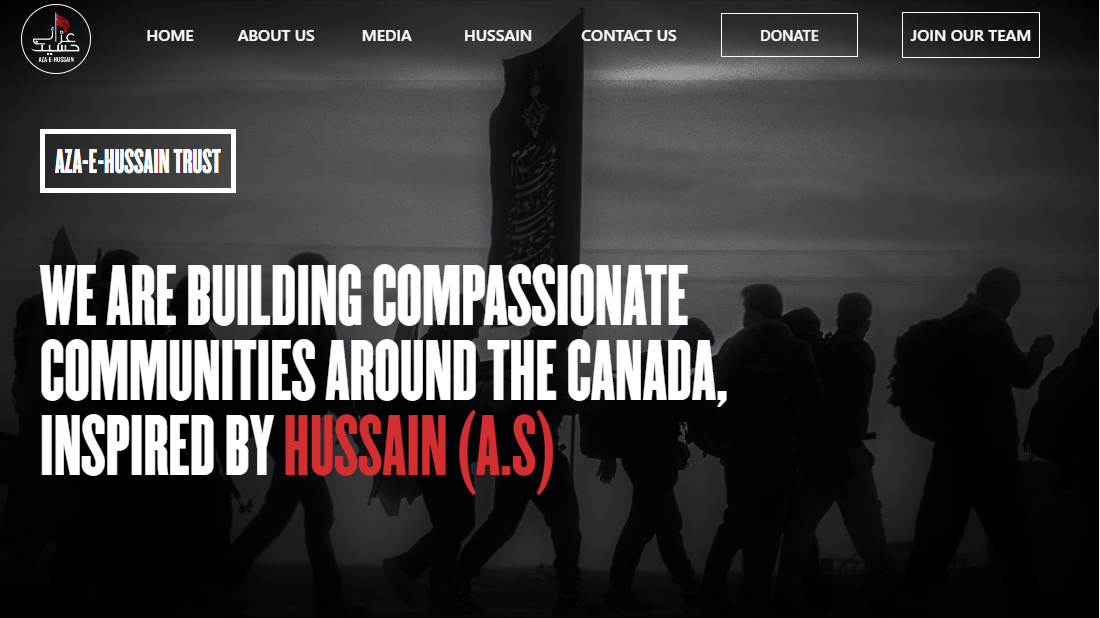 عزائے
حسین
AZA-E-HUSSAIN
HOME
ABOUT US
MEDIA
HUSSAIN
CONTACT US
DONATE
JOIN OUR TEAM
AZA-E-HUSSAIN TRUST
WE ARE BUILDING COMPASSIONATE
COMMUNITIES AROUND THE CANADA,
INSPIRED BY HUSSAIN (A.S)